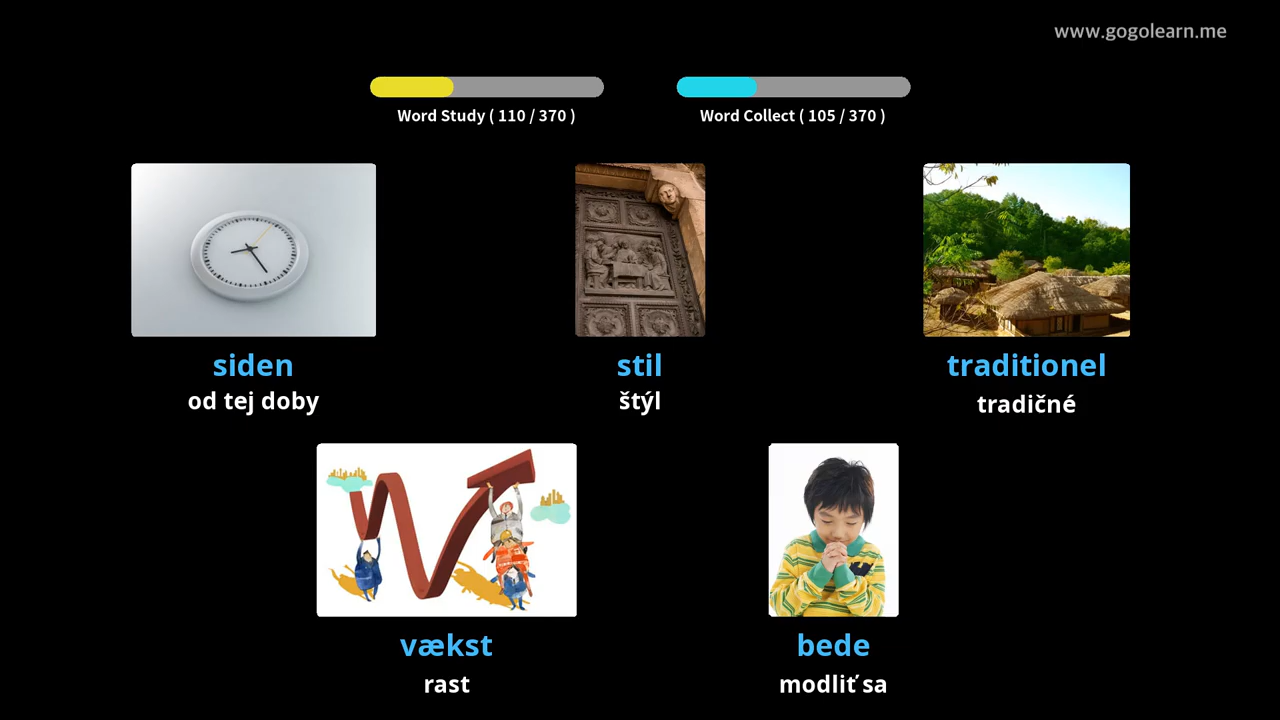 www.gogolearn.me
Word Study ( 110 / 370 )
Word Collect ( 105 / 370 )
siden
od tej doby
stil
štýl
traditionel
tradičné
vækst
rast
bede
modliť sa